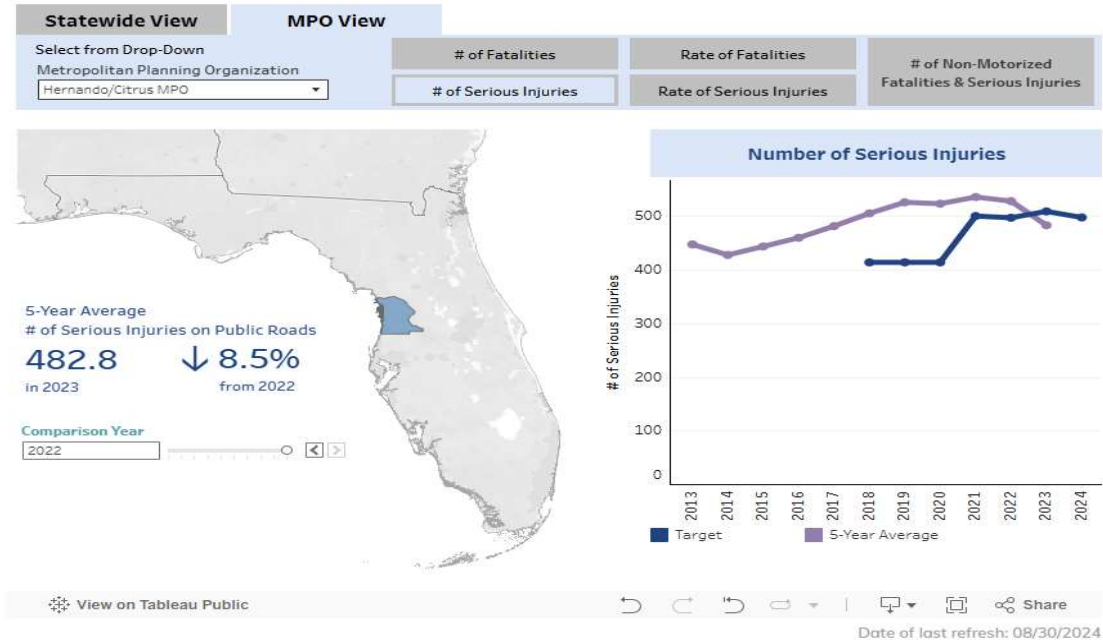 Statewide View
MPO View
Select from Drop-Down
Metropolitan Planning Organization
Hernando/Citrus MPO
# of Fatalities
Rate of Fatalities
# of Non-Motorized
Fatalities & Serious Injuries
# of Serious Injuries
Rate of Serious Injuries
Number of Serious Injuries
5-Year Average
# of Serious Injuries on Public Roads
482.8
↓ 8.5%
in 2023
from 2022
Comparison Year
2022
# of Serious Injuries
500
400
300
200
100
0
2013
2014
2015
2016
2017
2018
2019
2020
2021
2022
2023
2024
Target
5-Year Average
View on Tableau Public
Share
Date of last refresh: 08/30/2024